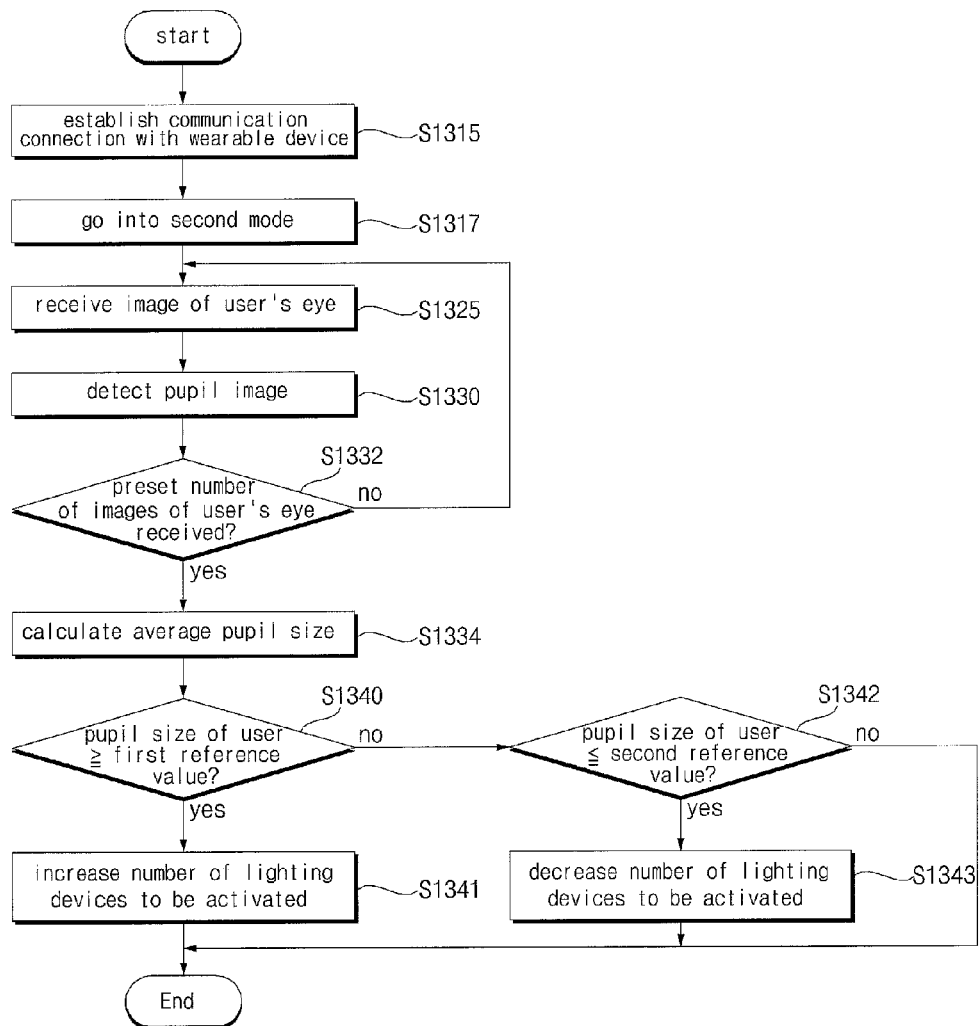 start
establish communication
connection with wearable device
S1315
go into second mode
S1317
receive image of user's eye
S1325
detect pupil image
S1330
S1332
preset number
of images of user's eye
received?
no
yes
calculate average pupil size
S1334
S1340
pupil size of user
≧ first reference
value?
no
yes
S1342
pupil size of user
≦ second reference
value?
no
yes
increase number of lighting
devices to be activated
S1341
decrease number of lighting
devices to be activated
S1343
End